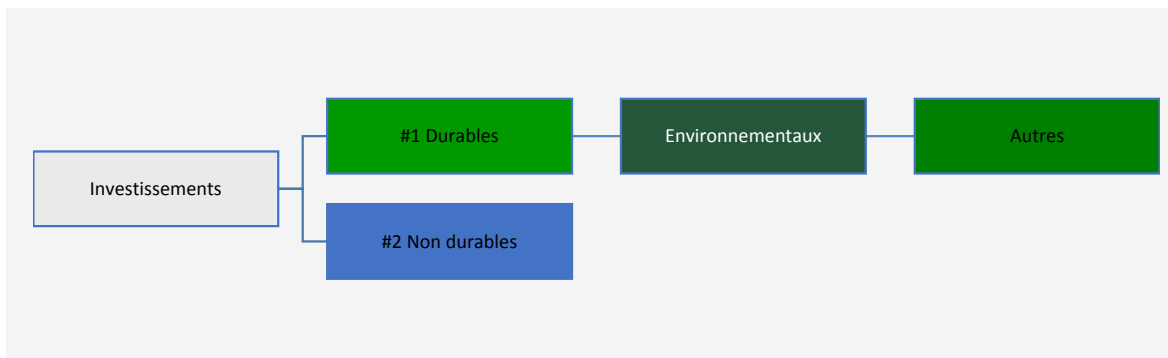 Investissements
#1 Durables
Environnementaux
Autres
#2 Non durables